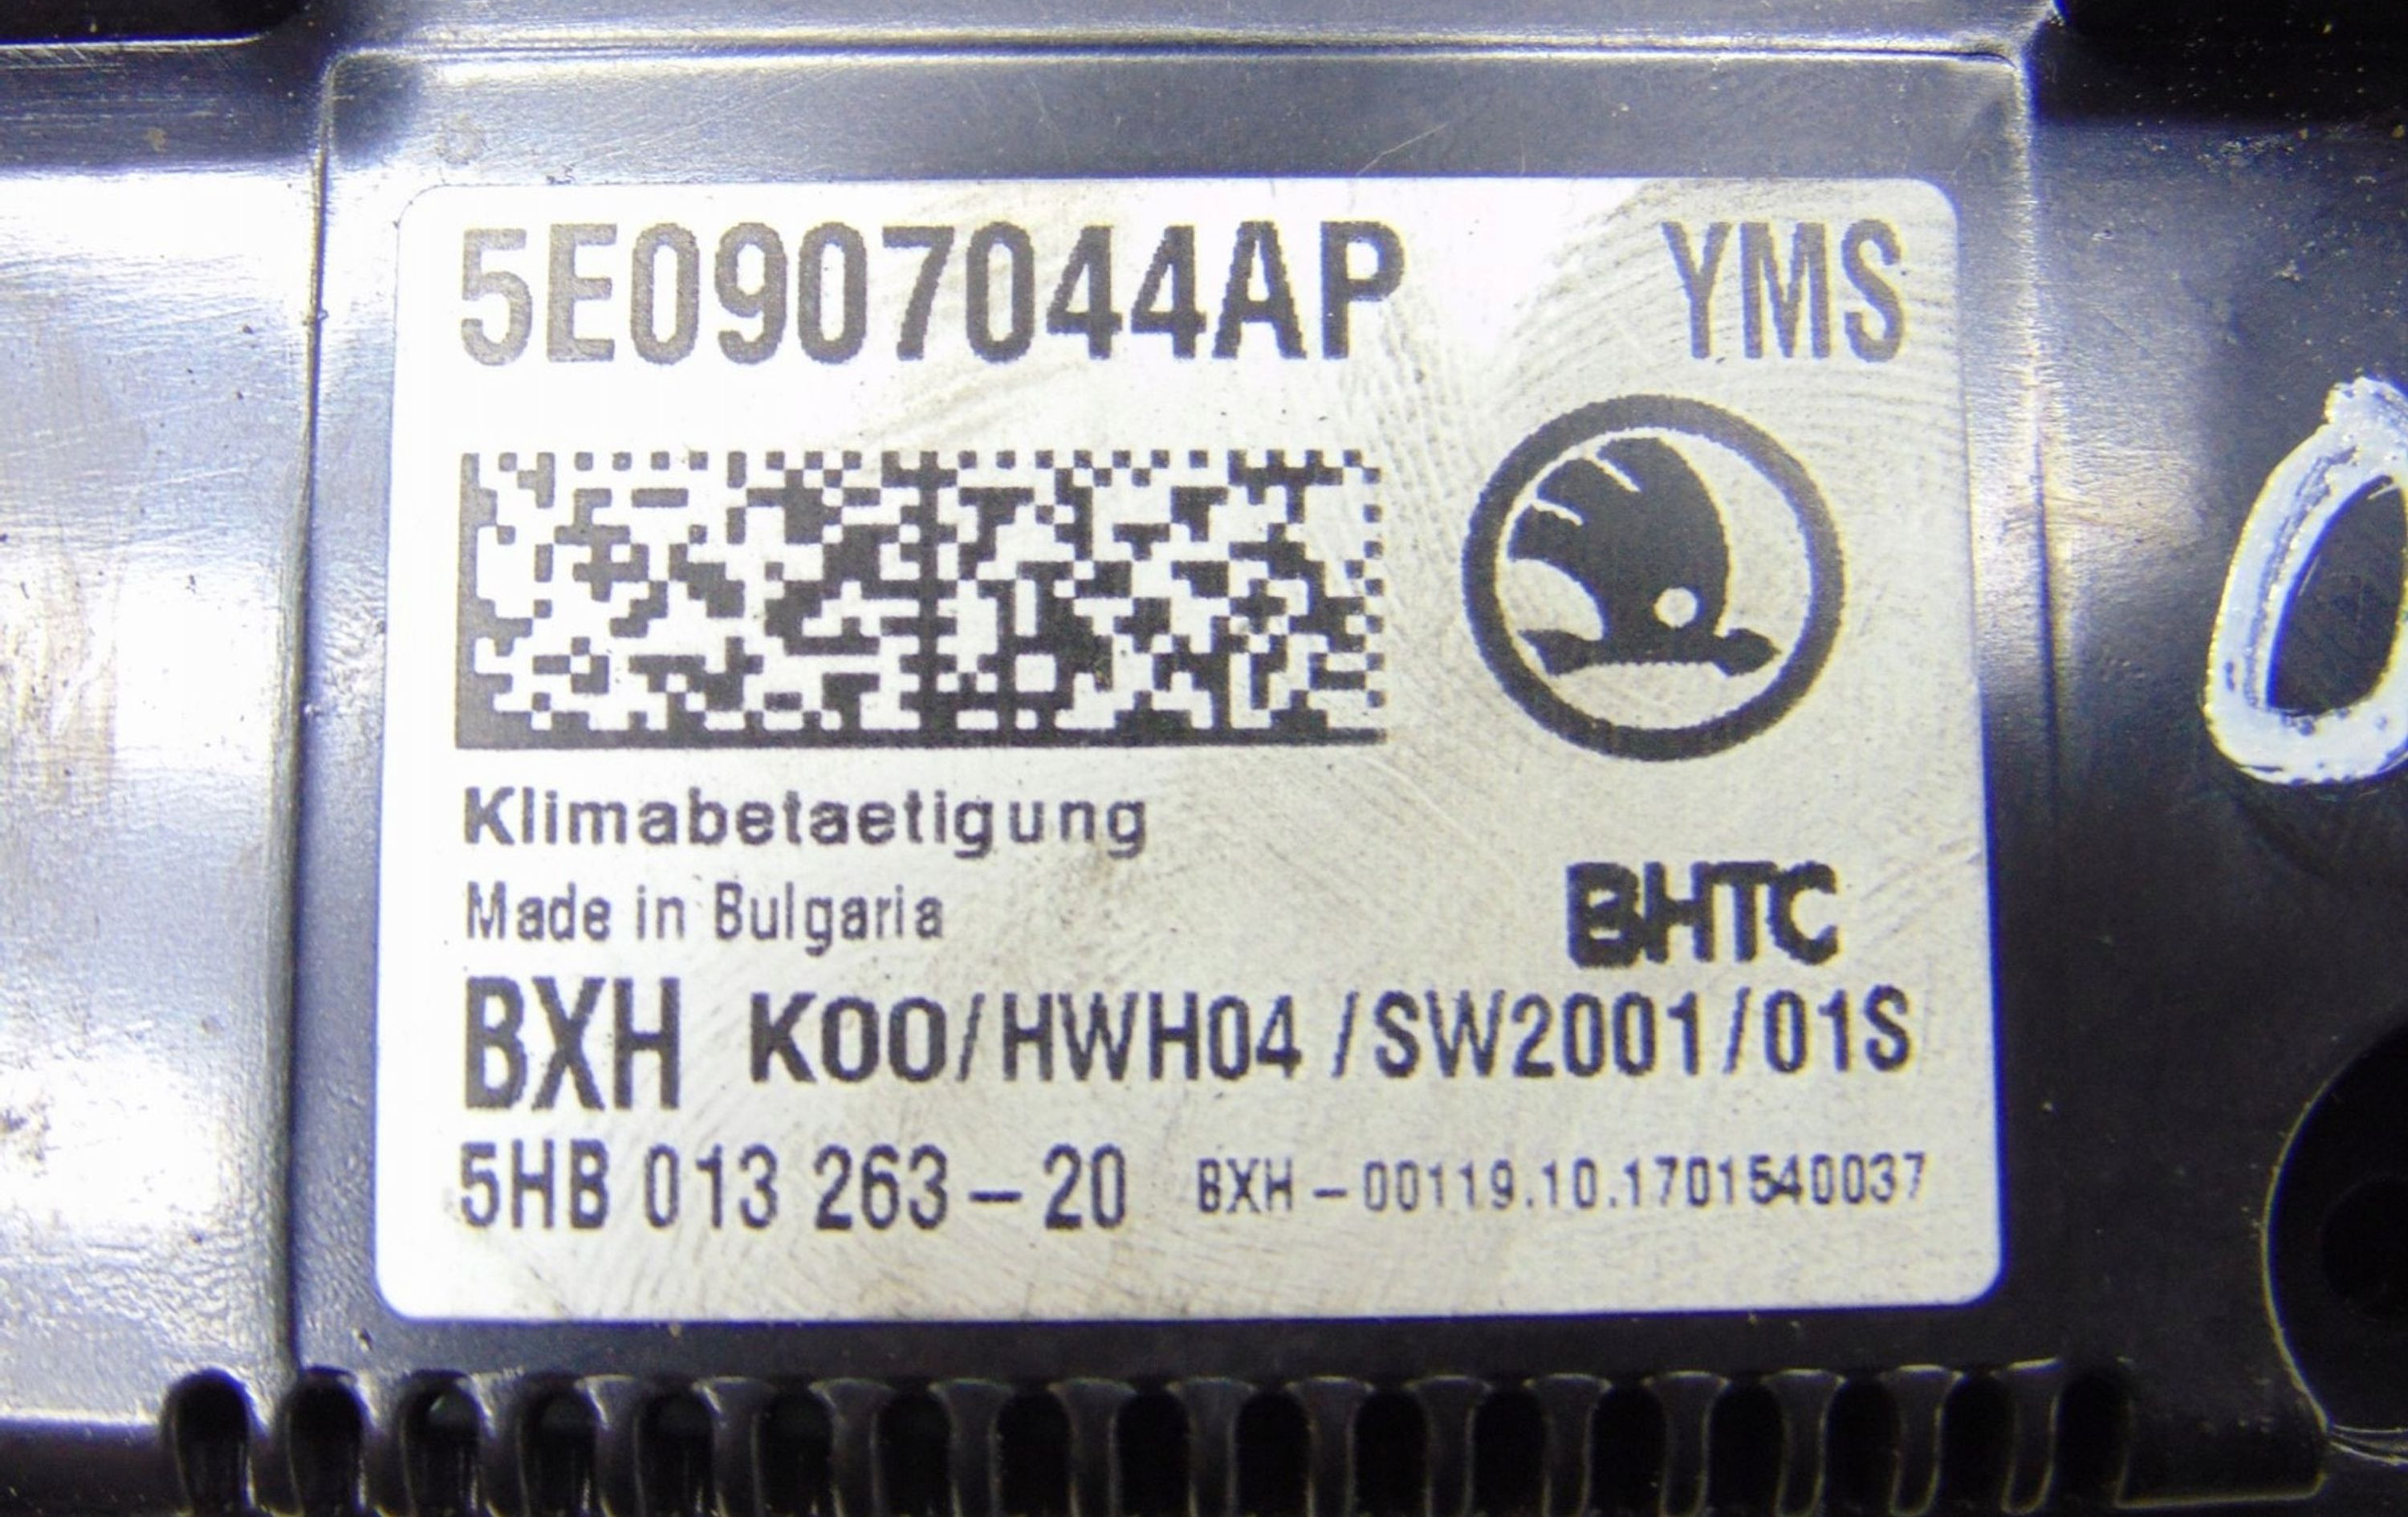 5E0907044AP YMS
Klimabetaetigung
Made in Bulgaria
BHTC
BXH K00/HWH04 /SW2001/01S
5HB 013 263-20 BXH-00119.10.1701540037